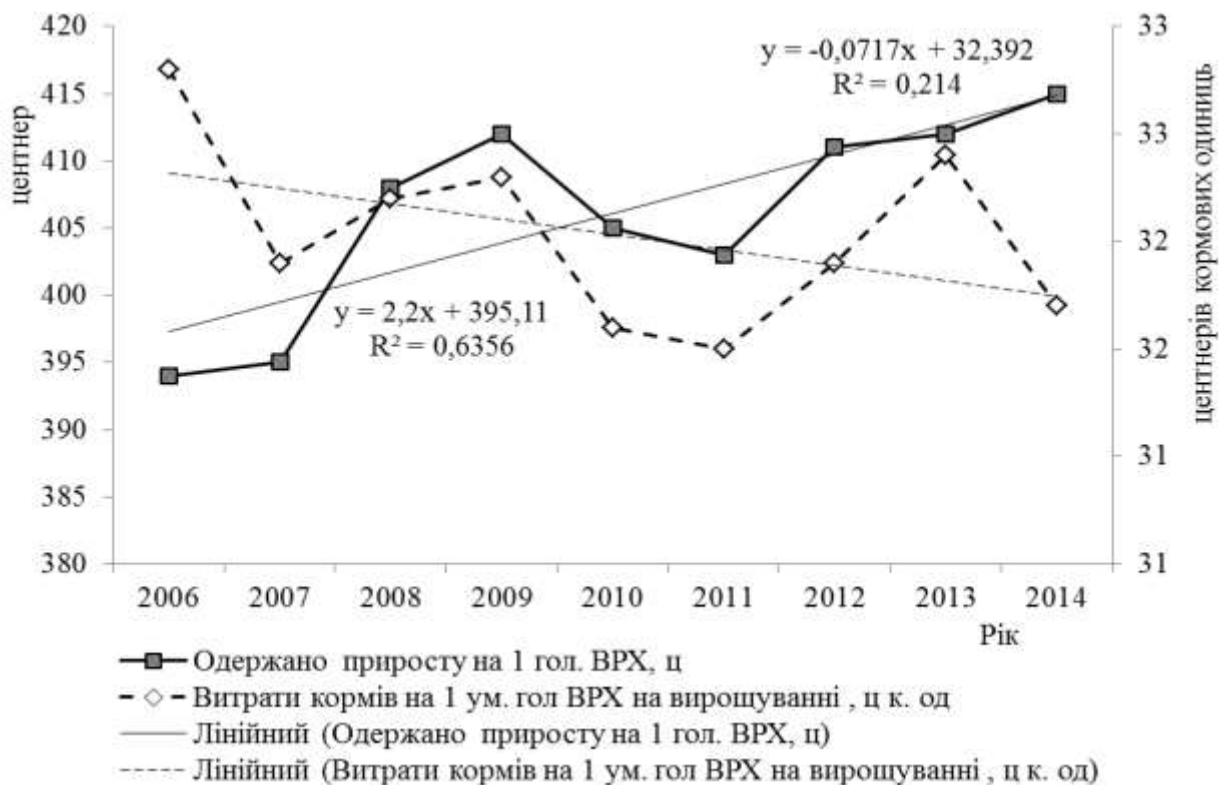 центнер
420
415
410
405
400
395
390
385
380
y = -0,0717x + 32,392
R² = 0,214
y = 2,2x + 395,11
R² = 0,6356
33
33
32
32
31
31
центнерів кормових одиниць
2006 2007 2008 2009 2010 2011 2012 2013 2014
Рік
Одержано приросту на 1 гол. ВРХ, ц
Витрати кормів на 1 ум. гол ВРХ на вирощуванні , ц к. од
Лінійний (Одержано приросту на 1 гол. ВРХ, ц)
Лінійний (Витрати кормів на 1 ум. гол ВРХ на вирощуванні , ц к. од)